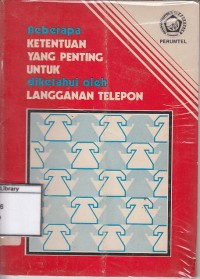 Beberapa
KETENTUAN
YANG PENTING
UNTUK
diketahui oleh
LANGGANAN TELEPON
PERUMTEL
Library